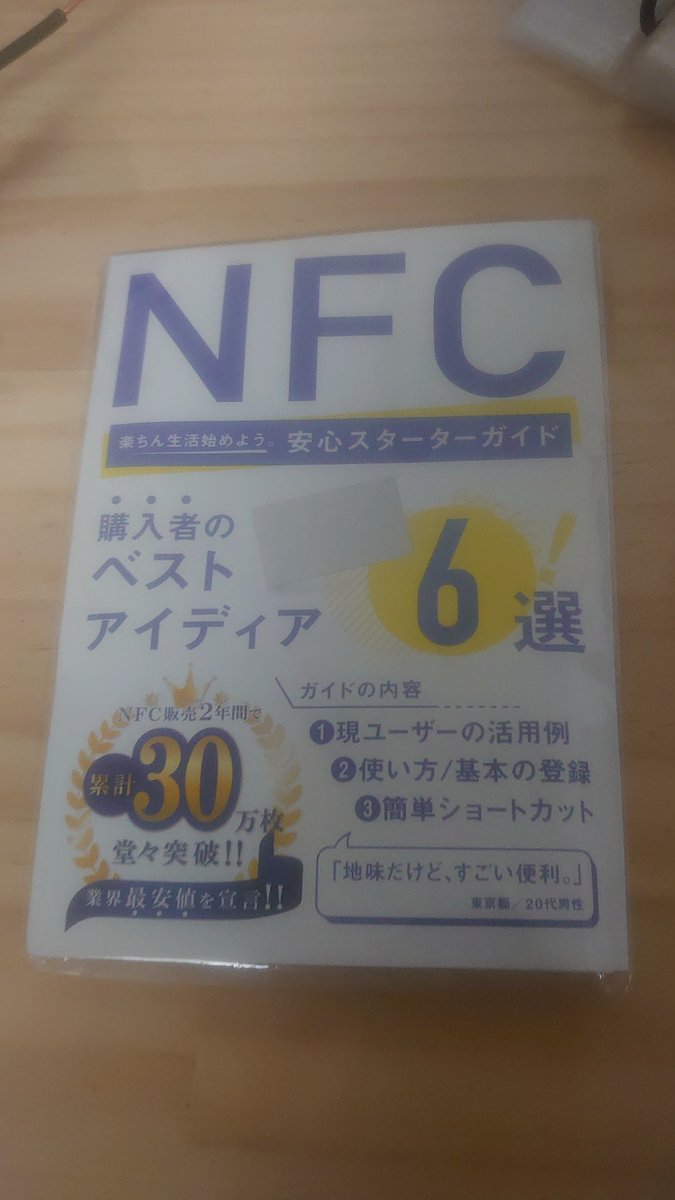 NFC
楽ちん生活始めよう。安心スターターガイド
購入者の
ベスト
アイディア
6選!
NFC販売2年間で
累計30万枚
堂々突破!!
業界最安値を宣言!!
ガイドの内容
❶現ユーザーの活用例
❷使い方/基本の登録
❸簡単ショートカット
「地味だけど、すごい便利。」
東京都/20代男性